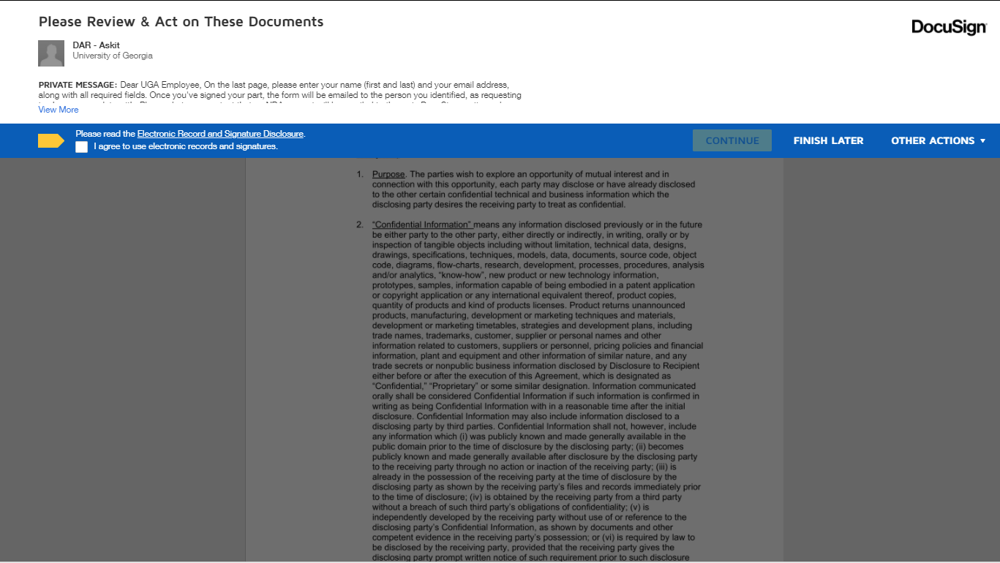 Please Review & Act on These Documents
DocuSign
DAR - Askit
University of Georgia
PRIVATE MESSAGE: Dear UGA Employee, On the last page, please enter your name (first and last) and your email address,
along with all required fields. Once you've signed your part, the form will be emailed to the person you identified, as requesting
View More
Please read the Electronic Record and Signature Disclosure.
I agree to use electronic records and signatures.
CONTINUE
FINISH LATER
OTHER ACTIONS
1. Purpose. The parties wish to explore an opportunity of mutual interest and in
connection with this opportunity, each party may disclose or have already disclosed
to the other certain confidential technical and business information which the
disclosing party desires the receiving party to treat as confidential.
2. “Confidential Information” means any information disclosed previously or in the future
be either party to the other party, either directly or indirectly, in writing, orally or by
inspection of tangible objects including without limitation, technical data, designs,
drawings, specifications, techniques, models, data, documents, source code, object
code, diagrams, flow-charts, research, development, processes, procedures, analysis
and/or analytics, “know-how”, new product or new technology information,
prototypes, samples, information capable of being embodied in a patent application
or copyright application or any international equivalent thereof, product copies,
quantity of products and kind of products licenses. Product returns unannounced
products, manufacturing, development or marketing techniques and materials,
development or marketing timetables, strategies and development plans, including
trade names, trademarks, customer, supplier or personal names and other
information related to customers, suppliers or personnel, pricing policies and financial
information, plant and equipment and other information of similar nature, and any
trade secrets or nonpublic business information disclosed by Disclosure to Recipient
either before or after the execution of this Agreement, which is designated as
“Confidential,” “Proprietary” or some similar designation. Information communicated
orally shall be considered Confidential Information if such information is confirmed in
writing as being Confidential Information with in a reasonable time after the initial
disclosure. Confidential Information may also include information disclosed to a
disclosing party by third parties. Confidential Information shall not, however, include
any information which (i) was publicly known and made generally available in the
public domain prior to the time of disclosure by the disclosing party; (ii) becomes
publicly known and made generally available after disclosure by the disclosing party
to the receiving party through no action or inaction of the receiving party; (iii) is
already in the possession of the receiving party at the time of disclosure by the
disclosing party as shown by the receiving party's files and records immediately prior
to the time of disclosure; (iv) is obtained by the receiving party from a third party
without a breach of such third party's obligations of confidentiality; (v) is
independently developed by the receiving party without use of or reference to the
disclosing party's Confidential Information, as shown by documents and other
competent evidence in the receiving party's possession; or (vi) is required by law to
be disclosed by the receiving party, provided that the receiving party gives the
disclosing party prompt written notice of such requirement prior to such disclosure